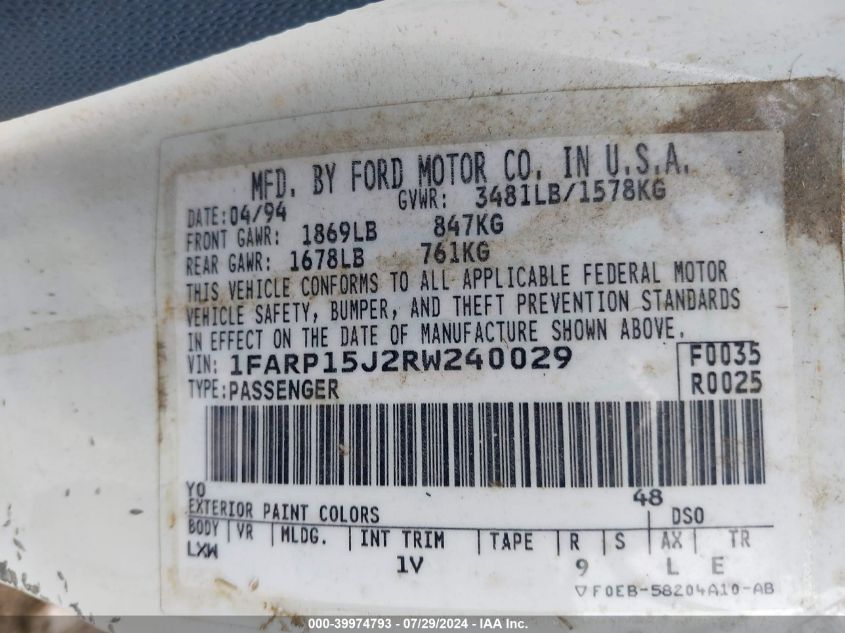 MFD. BY FORD MOTOR CO. IN U.S.A.
DATE: 04/94 GVWR: 3481LB/1578KG
FRONT GAWR: 1869LB 847KG
REAR GAWR: 1678LB 761KG
THIS VEHICLE CONFORMS TO ALL APPLICABLE FEDERAL MOTOR
VEHICLE SAFETY, BUMPER, AND THEFT PREVENTION STANDARDS
IN EFFECT ON THE DATE OF MANUFACTURE SHOWN ABOVE.
VIN: 1FARP15J2RW240029 F0035
TYPE: PASSENGER R0025
YO 48
EXTERIOR PAINT COLORS DSO
BODY VR MLDG. INT TRIM TAPE R S AX TR
LXW 1V 9 L E
▽F0EB-58204A10-AB
000-39974793 - 07/29/2024 - IAA Inc.